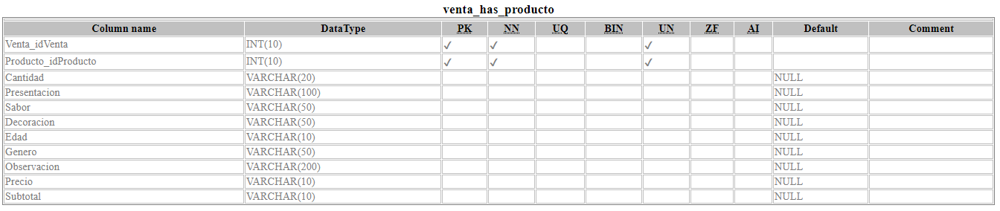 venta_has_producto
Column name DataType PK NN UQ BIN UN ZF AI Default Comment
Venta_idVenta INT(10) ✓ ✓ ✓
Producto_idProducto INT(10) ✓ ✓ ✓
Cantidad VARCHAR(20) NULL
Presentacion VARCHAR(100) NULL
Sabor VARCHAR(50) NULL
Decoracion VARCHAR(50) NULL
Edad VARCHAR(10) NULL
Genero VARCHAR(50) NULL
Observacion VARCHAR(200) NULL
Precio VARCHAR(10) NULL
Subtotal VARCHAR(10) NULL